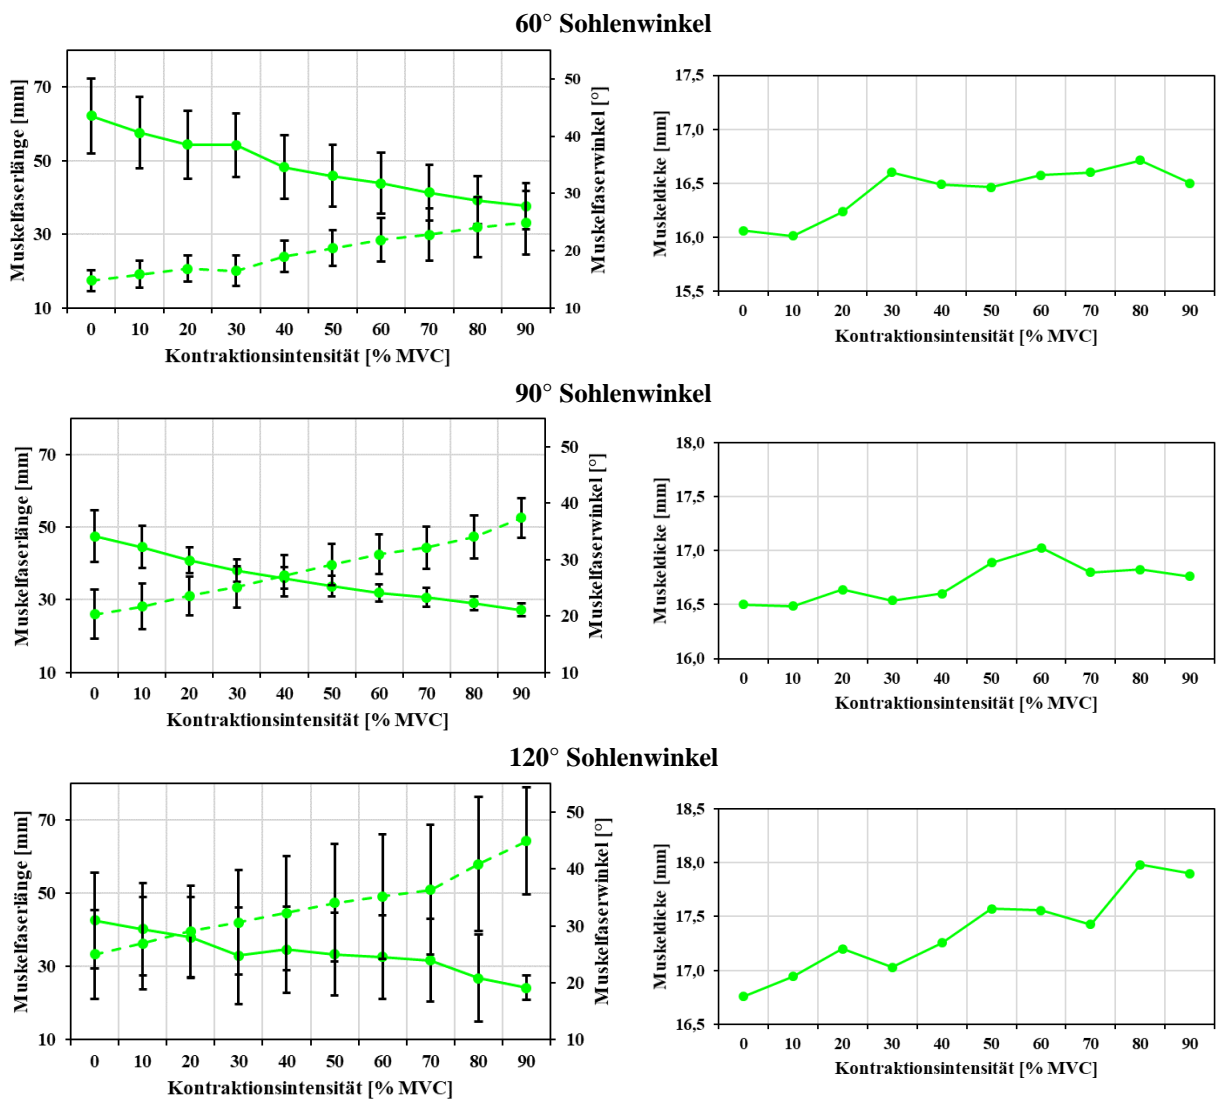 60° Sohlenwinkel
Muskelfaserlänge [mm]
70
50
30
10
50
40
30
20
10
Muskelfaserwinkel [°]
0 10 20 30 40 50 60 70 80 90
Kontraktionsintensität [% MVC]
Muskeldicke [mm]
17,5
17,0
16,5
16,0
15,5
0 10 20 30 40 50 60 70 80 90
Kontraktionsintensität [% MVC]
90° Sohlenwinkel
Muskelfaserlänge [mm]
70
50
30
10
50
40
30
20
10
Muskelfaserwinkel [°]
0 10 20 30 40 50 60 70 80 90
Kontraktionsintensität [% MVC]
Muskeldicke [mm]
18,0
17,5
17,0
16,5
16,0
0 10 20 30 40 50 60 70 80 90
Kontraktionsintensität [% MVC]
120° Sohlenwinkel
Muskelfaserlänge [mm]
70
50
30
10
50
40
30
20
10
Muskelfaserwinkel [°]
0 10 20 30 40 50 60 70 80 90
Kontraktionsintensität [% MVC]
Muskeldicke [mm]
18,5
18,0
17,5
17,0
16,5
0 10 20 30 40 50 60 70 80 90
Kontraktionsintensität [% MVC]